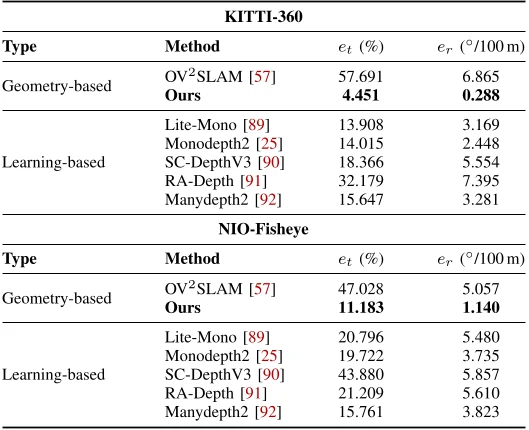 KITTI-360
Type Method e_t (%) e_r (°/100 m)
Geometry-based OV²SLAM [57] 57.691 6.865
Ours 4.451 0.288
Learning-based Lite-Mono [89] 13.908 3.169
Monodepth2 [25] 14.015 2.448
SC-DepthV3 [90] 18.366 5.554
RA-Depth [91] 32.179 7.395
Manydepth2 [92] 15.647 3.281
NIO-Fisheye
Type Method e_t (%) e_r (°/100 m)
Geometry-based OV²SLAM [57] 47.028 5.057
Ours 11.183 1.140
Learning-based Lite-Mono [89] 20.796 5.480
Monodepth2 [25] 19.722 3.735
SC-DepthV3 [90] 43.880 5.857
RA-Depth [91] 21.209 5.610
Manydepth2 [92] 15.761 3.823